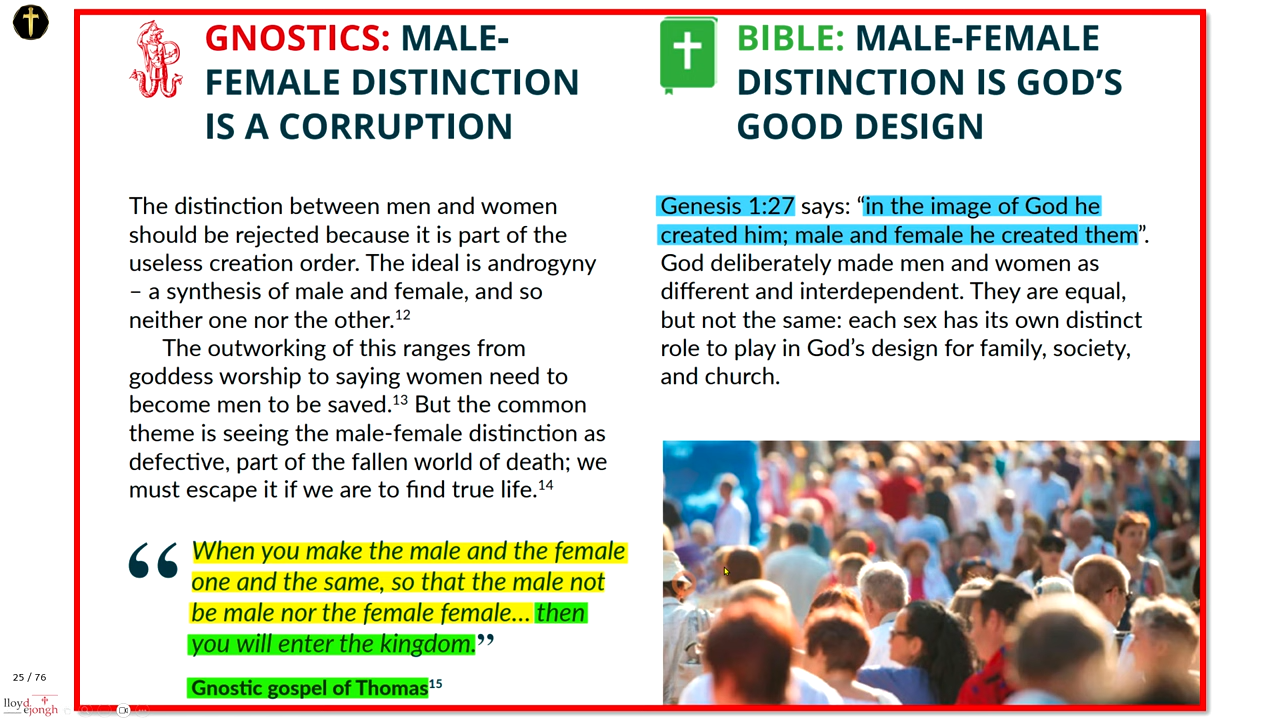 GNOSTICS: MALE-
FEMALE DISTINCTION
IS A CORRUPTION
The distinction between men and women
should be rejected because it is part of the
useless creation order. The ideal is androgyny
– a synthesis of male and female, and so
neither one nor the other.12
The outworking of this ranges from
goddess worship to saying women need to
become men to be saved.13 But the common
theme is seeing the male-female distinction as
defective, part of the fallen world of death; we
must escape it if we are to find true life.14
“When you make the male and the female
one and the same, so that the male not
be male nor the female female... then
you will enter the kingdom.”
Gnostic gospel of Thomas15
BIBLE: MALE-FEMALE
DISTINCTION IS GOD’S
GOOD DESIGN
Genesis 1:27 says: “in the image of God he
created him; male and female he created them”.
God deliberately made men and women as
different and interdependent. They are equal,
but not the same: each sex has its own distinct
role to play in God’s design for family, society,
and church.
25 / 76
lloyd
dejongh